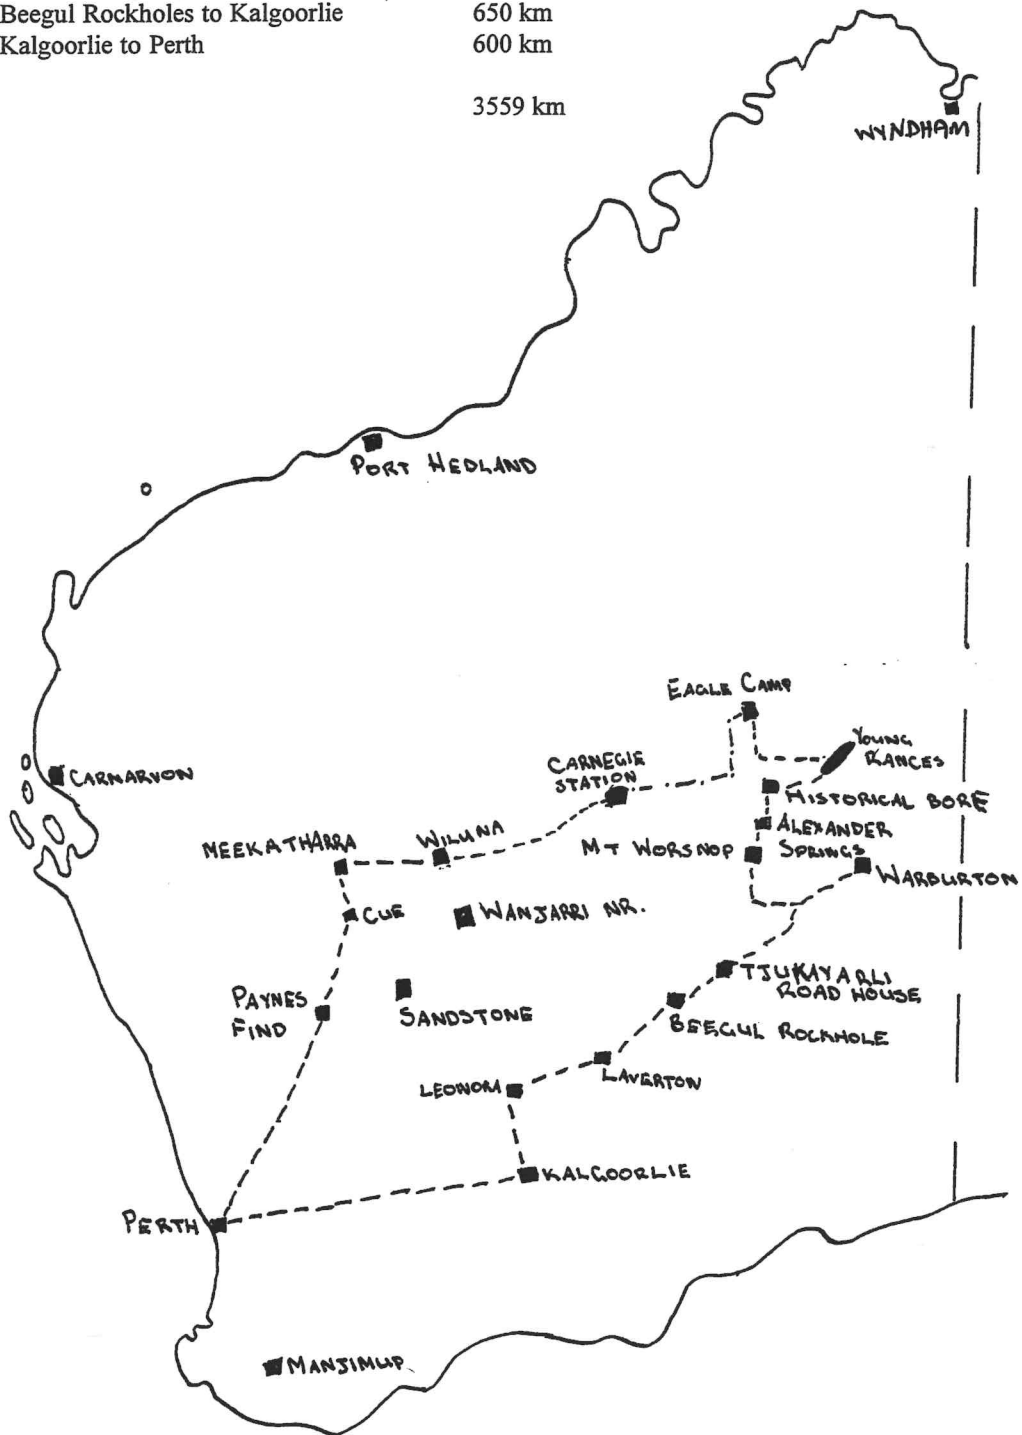 Beegul Rockholes to Kalgoorlie 650 km
Kalgoorlie to Perth 600 km
3559 km
WYNDHAM
PORT HEDLAND
EAGLE CAMP
YOUNG
RANGES
CARNEGIE
STATION
CARNARVON
HISTORICAL BORE
ALEXANDER
SPRINGS
MEEKATHARRA
WILUNA
MT WORSNOP
WARBURTON
CUE
WANJARRI NR.
TJUKAYARLI
ROAD HOUSE
PAYNES
FIND
SANDSTONE
BEEGUL ROCKHOLE
LAVERTON
LEONORA
KALGOORLIE
PERTH
MANJIMUP